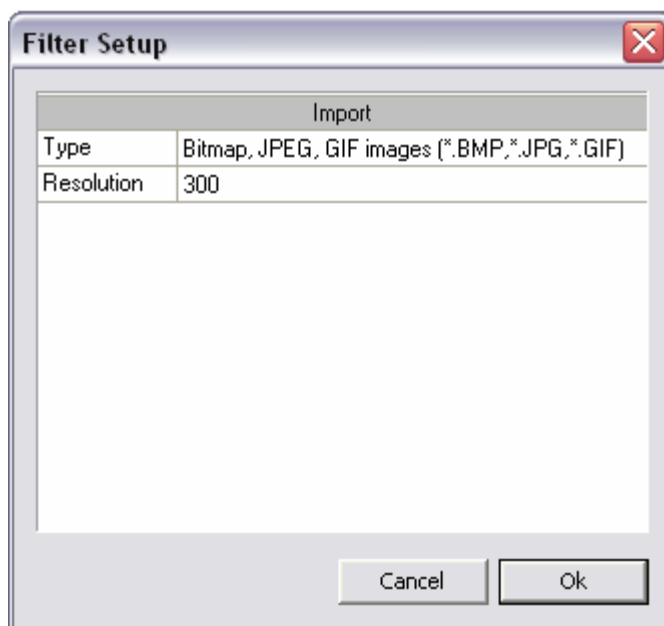 Filter Setup
Import
Type Bitmap, JPEG, GIF images (*.BMP,*.JPG,*.GIF)
Resolution 300
Cancel Ok